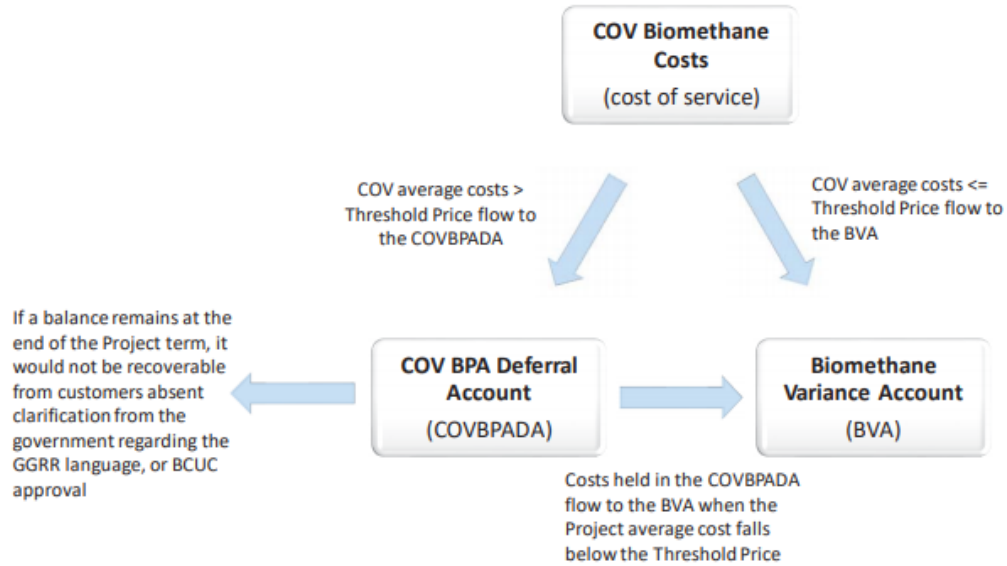 COV Biomethane
Costs
(cost of service)
COV average costs >
Threshold Price flow to
the COVBPADA
COV average costs <=
Threshold Price flow to
the BVA
If a balance remains at the
end of the Project term, it
would not be recoverable
from customers absent
clarification from the
government regarding the
GGRR language, or BCUC
approval
COV BPA Deferral
Account
(COVBPADA)
Biomethane
Variance Account
(BVA)
Costs held in the COVBPADA
flow to the BVA when the
Project average cost falls
below the Threshold Price